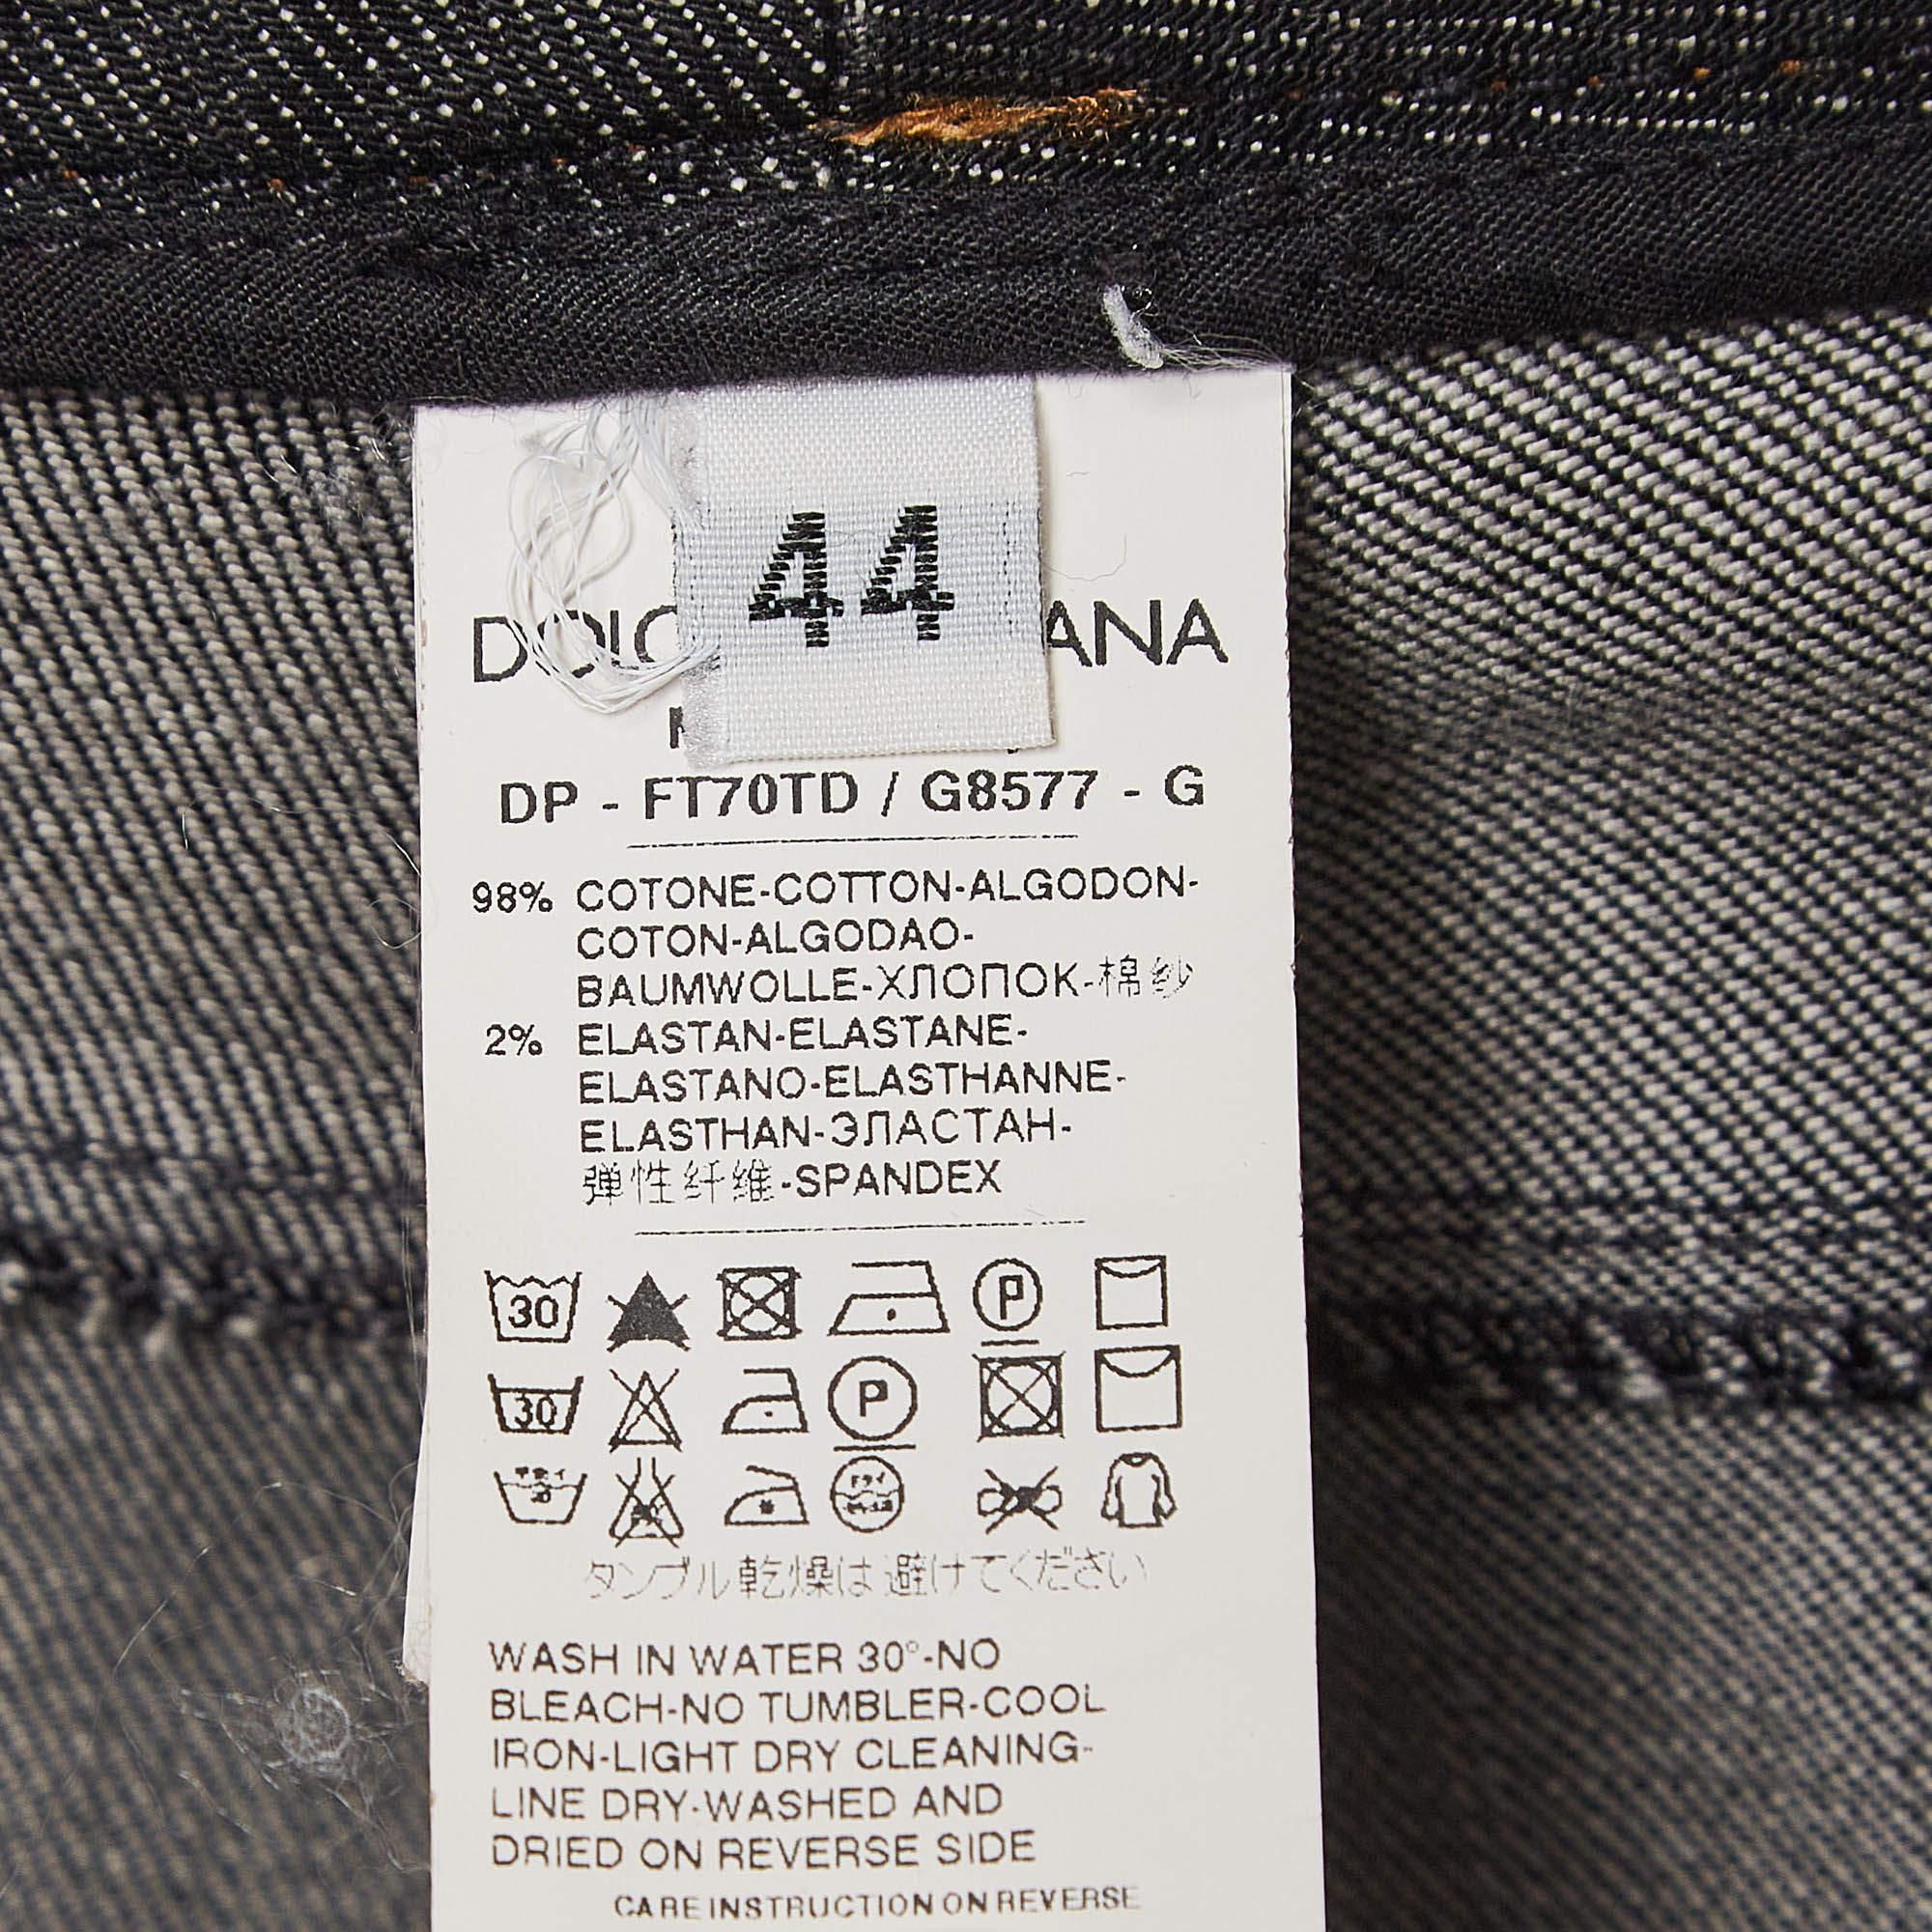 44
DP - FT70TD / G8577 - G
98% COTONE-COTTON-ALGODON-
COTON-ALGODAO-
BAUMWOLLE-ХЛОПОК-棉纱
2% ELASTAN-ELASTANE-
ELASTANO-ELASTHANNE-
ELASTHAN-ЭЛАСТАН-
弹性纤维-SPANDEX
30 P
30 P
タンブル乾燥は避けてください
WASH IN WATER 30°-NO
BLEACH-NO TUMBLER-COOL
IRON-LIGHT DRY CLEANING-
LINE DRY-WASHED AND
DRIED ON REVERSE SIDE
CARE INSTRUCTION ON REVERSE